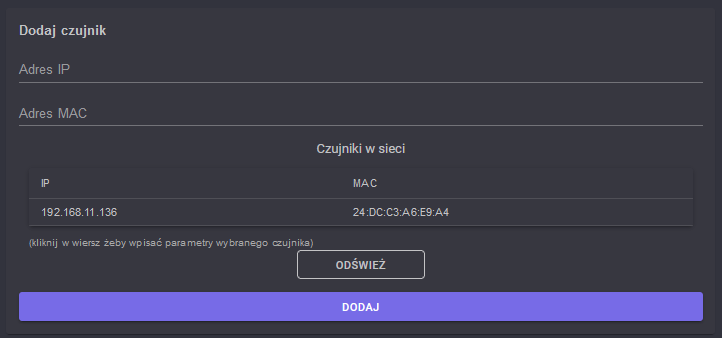 Dodaj czujnik
Adres IP
Adres MAC
Czujniki w sieci
IP MAC
192.168.11.136 24:DC:C3:A6:E9:A4
(kliknij w wiersz żeby wpisać parametry wybranego czujnika)
ODŚWIEŻ
DODAJ